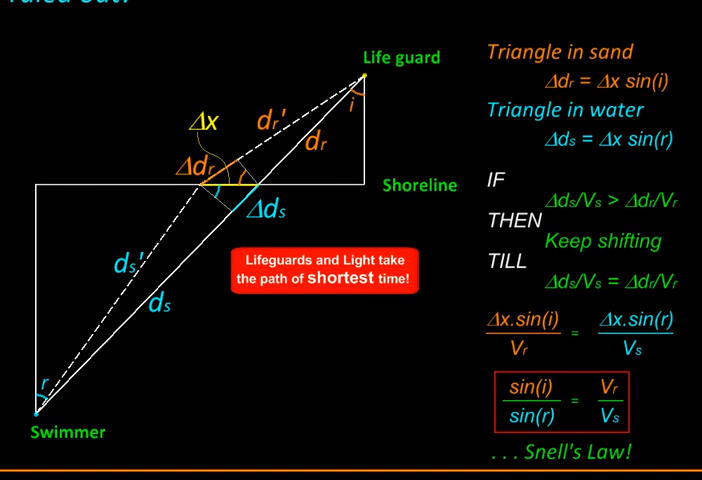 Life guard
Triangle in sand
i
Δdr = Δx sin(i)
Δx
dr'
dr
Triangle in water
Δds = Δx sin(r)
Δdr
Shoreline
IF
Δds
Δds/Vs > Δdr/Vr
THEN
Keep shifting
ds'
Lifeguards and Light take
the path of shortest time!
TILL
Δds/Vs = Δdr/Vr
ds
Δx.sin(i) / Vr = Δx.sin(r) / Vs
r
sin(i) / sin(r) = Vr / Vs
Swimmer
. . . Snell's Law!